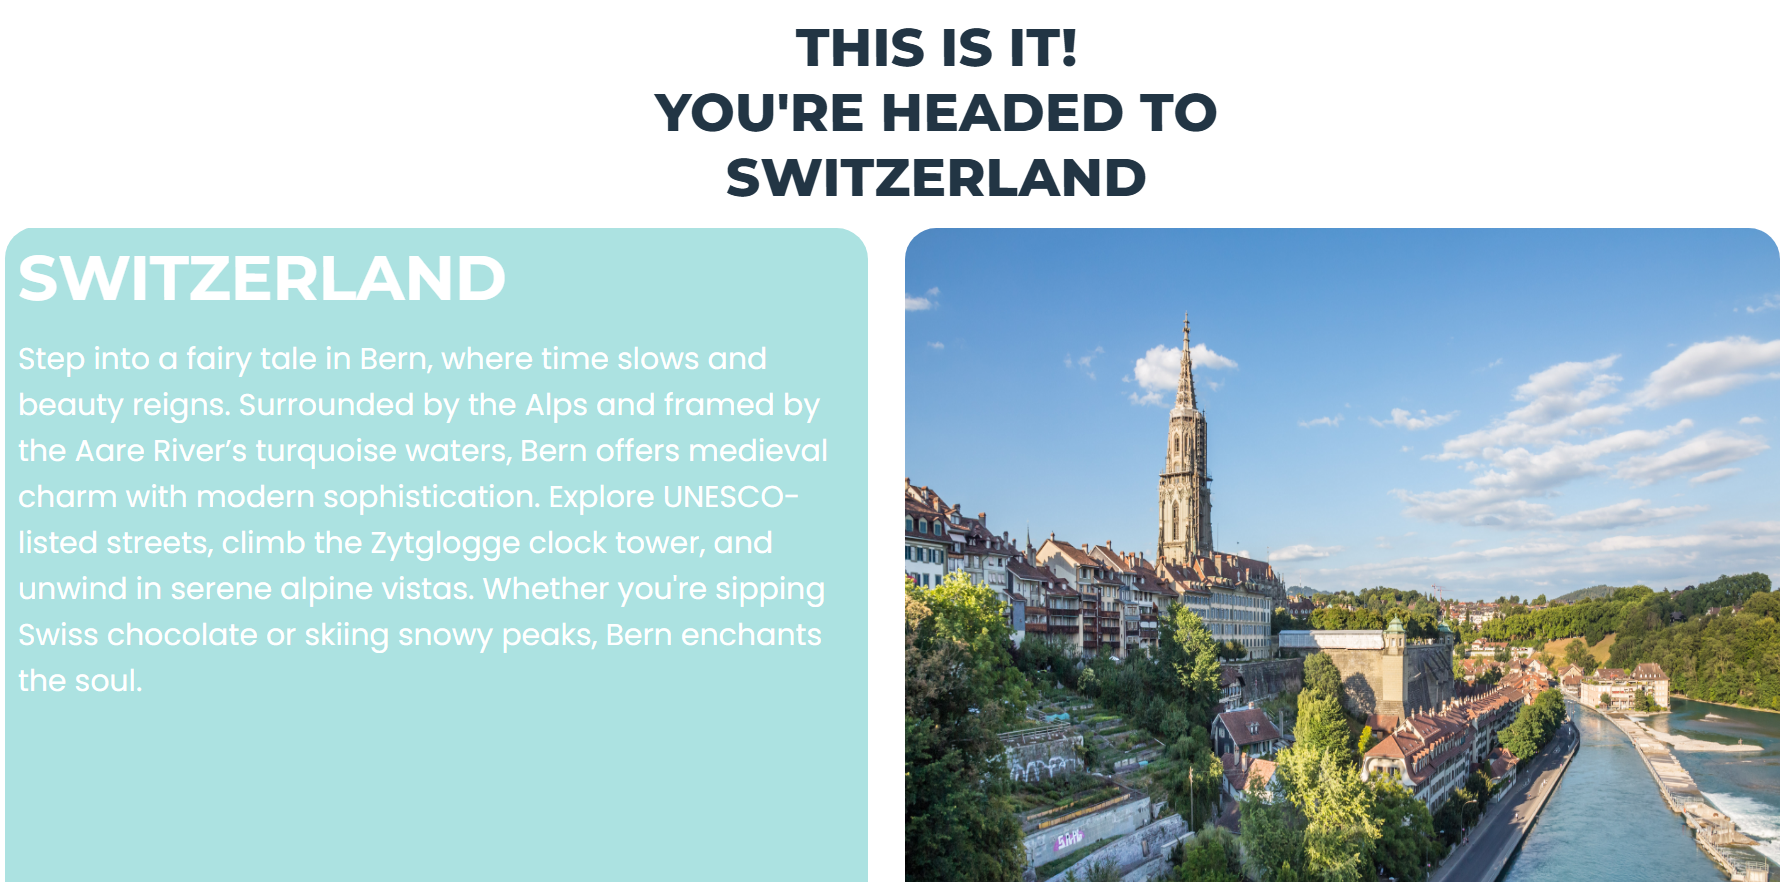 THIS IS IT!
YOU'RE HEADED TO
SWITZERLAND
SWITZERLAND
Step into a fairy tale in Bern, where time slows and
beauty reigns. Surrounded by the Alps and framed by
the Aare River’s turquoise waters, Bern offers medieval
charm with modern sophistication. Explore UNESCO-
listed streets, climb the Zytglogge clock tower, and
unwind in serene alpine vistas. Whether you're sipping
Swiss chocolate or skiing snowy peaks, Bern enchants
the soul.